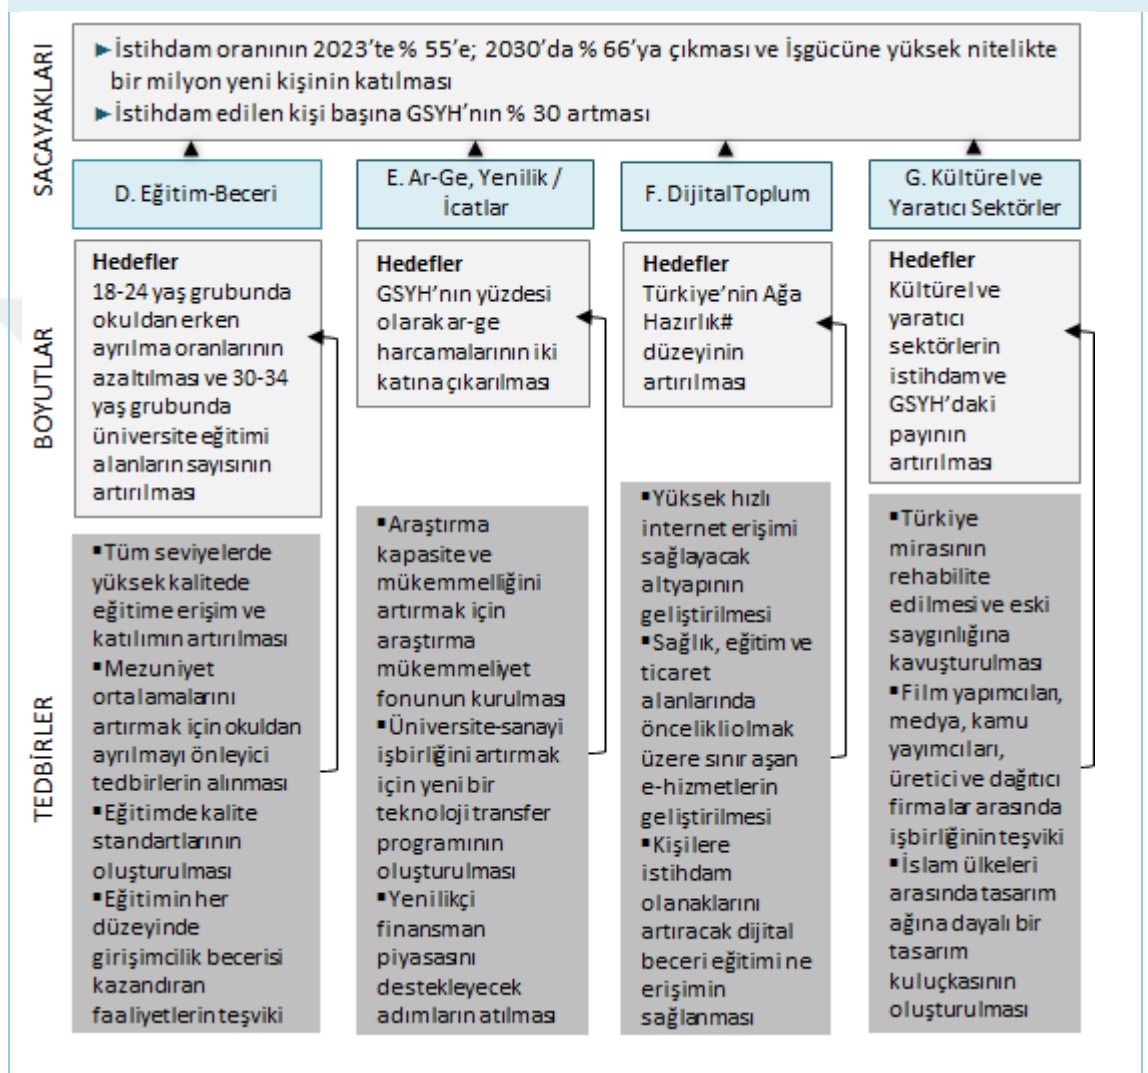 SACAYAKLARI
►İstihdam oranının 2023'te % 55'e; 2030'da % 66'ya çıkması ve İşgücüne yüksek nitelikte
bir milyon yeni kişinin katılması
►İstihdam edilen kişi başına GSYH'nın % 30 artması
D. Eğitim-Beceri
E. Ar-Ge, Yenilik /
İcatlar
F. Dijital Toplum
G. Kültürel ve
Yaratıcı Sektörler
BOYUTLAR
Hedefler
18-24 yaş grubunda
okuldan erken
ayrılma oranlarının
azaltılması ve 30-34
yaş grubunda
üniversite eğitimi
alanların sayısının
artırılması
Hedefler
GSYH'nın yüzdesi
olarak ar-ge
harcamalarının iki
katına çıkarılması
Hedefler
Türkiye'nin Ağa
Hazırlık#
düzeyinin
artırılması
Hedefler
Kültürel ve
yaratıcı
sektörlerin
istihdam ve
GSYH'daki
payının
artırılması
TEDBİRLER
▪Tüm seviyelerde
yüksek kalitede
eğitime erişim ve
katılımın artırılması
▪Mezuniyet
ortalamalarını
artırmak için okuldan
ayrılmayı önleyici
tedbirlerin alınması
▪Eğitimde kalite
standartlarının
oluşturulması
▪Eğitimin her
düzeyinde
girişimcilik becerisi
kazandıran
faaliyetlerin teşviki
▪Araştırma
kapasite ve
mükemmelliğini
artırmak için
araştırma
mükemmeliyet
fonunun kurulması
▪Üniversite-sanayi
işbirliğini artırmak
için yeni bir
teknoloji transfer
programının
oluşturulması
▪Yenilikçi
finansman
piyasasını
destekleyecek
adımların atılması
▪Yüksek hızlı
internet erişimi
sağlayacak
altyapının
geliştirilmesi
▪Sağlık, eğitim ve
ticaret
alanlarında
öncelikli olmak
üzere sınır aşan
e-hizmetlerin
geliştirilmesi
▪Kişilere
istihdam
olanaklarını
artıracak dijital
beceri eğitimi ne
erişimin
sağlanması
▪Türkiye
mirasının
rehabilite
edilmesi ve eski
saygınlığına
kavuşturulması
▪Film yapımcıları,
medya, kamu
yayımcıları,
üretici ve dağıtıcı
firmalar arasında
işbirliğinin teşviki
▪İslam ülkeleri
arasında tasarım
ağına dayalı bir
tasarım
kuluçkasının
oluşturulması